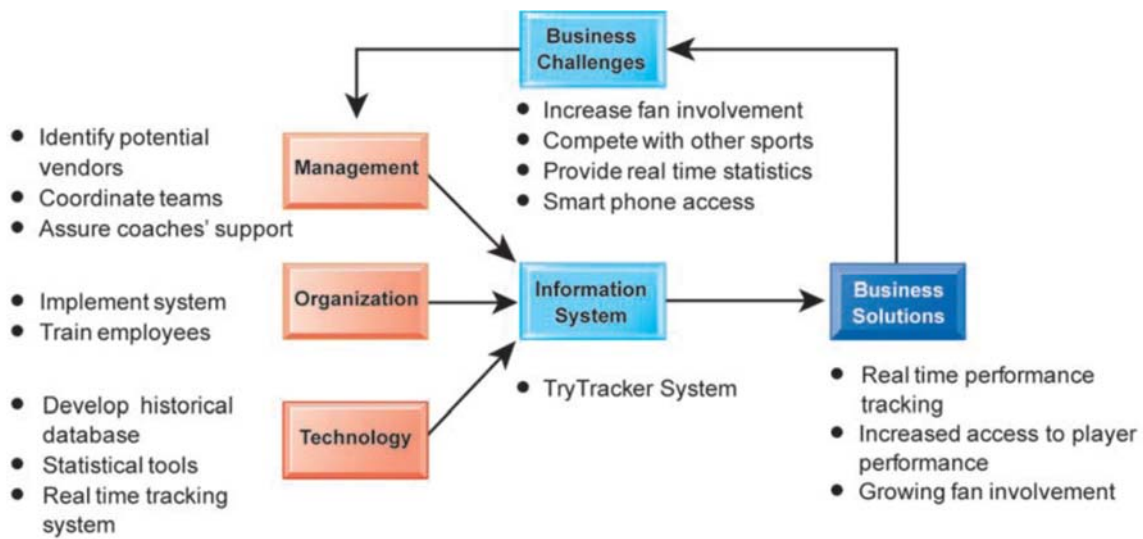 Business
Challenges
• Increase fan involvement
• Compete with other sports
• Provide real time statistics
• Smart phone access
• Identify potential
vendors
• Coordinate teams
• Assure coaches' support
Management
• Implement system
• Train employees
Organization
• Develop historical
database
• Statistical tools
• Real time tracking
system
Technology
Information
System
• TryTracker System
Business
Solutions
• Real time performance
tracking
• Increased access to player
performance
• Growing fan involvement